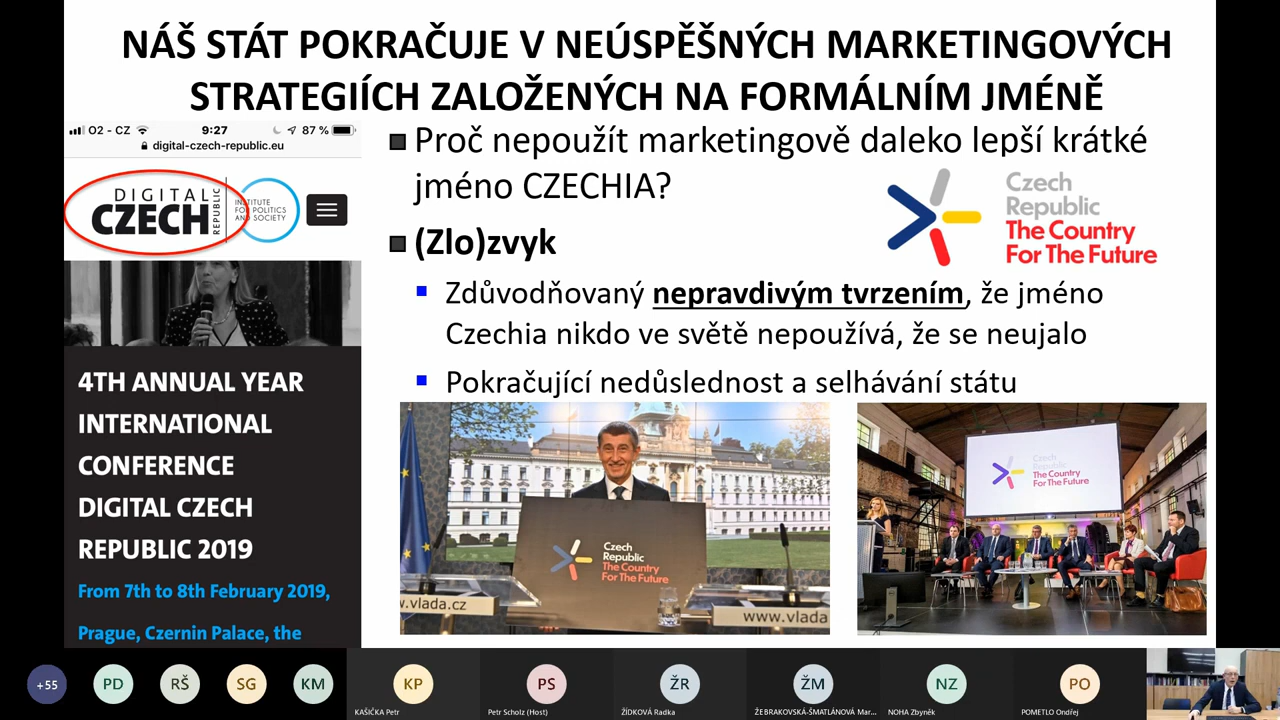 NÁŠ STÁT POKRAČUJE V NEÚSPĚŠNÝCH MARKETINGOVÝCH
STRATEGIÍCH ZALOŽENÝCH NA FORMÁLNÍM JMÉNĚ
O2 - CZ 9:27 87 %
digital-czech-republic.eu
DIGITAL
CZECH
REPUBLIC
INSTITUTE
FOR POLITICS
AND SOCIETY
4TH ANNUAL YEAR
INTERNATIONAL
CONFERENCE
DIGITAL CZECH
REPUBLIC 2019
From 7th to 8th February 2019,
Prague, Czernin Palace, the
Proč nepoužít marketingově daleko lepší krátké
jméno CZECHIA?
(Zlo)zvyk
Czech
Republic
The Country
For The Future
Zdůvodňovaný nepravdivým tvrzením, že jméno
Czechia nikdo ve světě nepoužívá, že se neujalo
Pokračující nedůslednost a selhávání státu
Czech
Republic
The Country
For The Future
w.vlada.cz
www.vlada
Czech
Republic
The Country
For The Future
+55
PD
RŠ
SG
KM
KP
KAŠIČKA Petr
PS
Petr Scholz (Host)
ŽR
ŽÍDKOVÁ Radka
ŽM
ŽEBRAKOVSKÁ-ŠMATLÁNOVÁ Mar...
NZ
NOHA Zbyněk
PO
POMETLO Ondřej